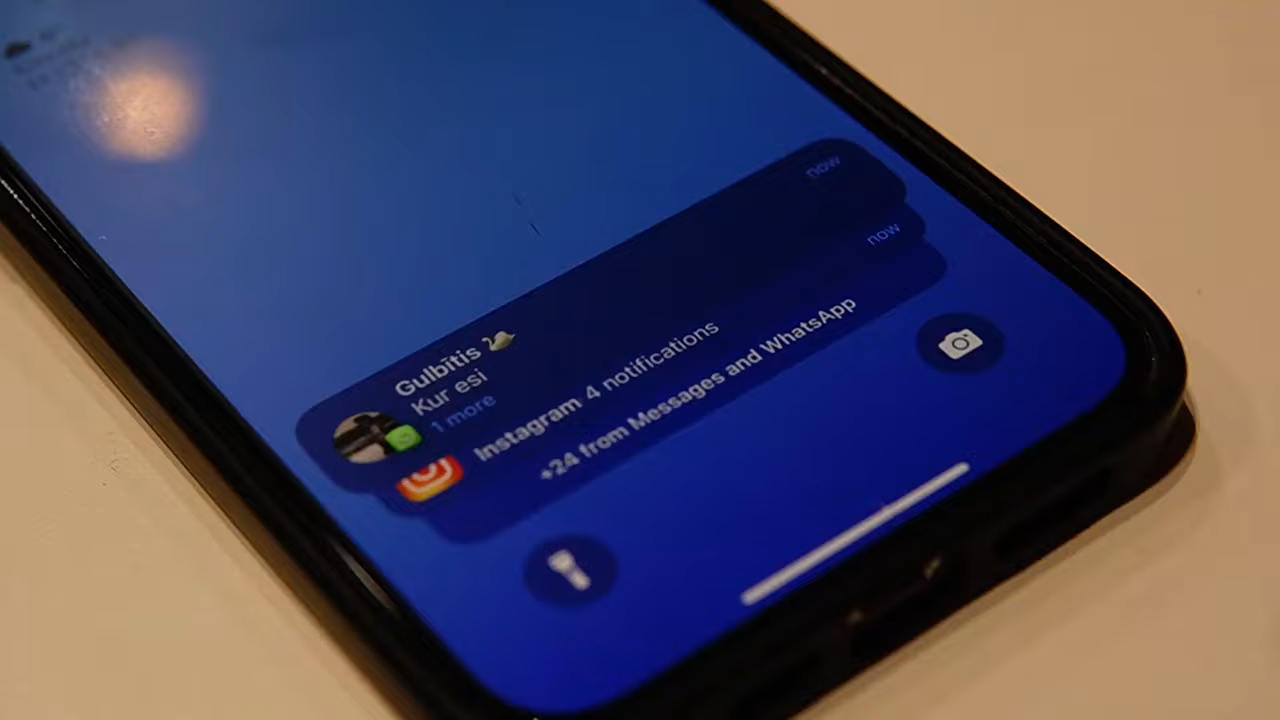 now
Gulbītis 🦢
Kur esi
1 more
now
Instagram 4 notifications
+24 from Messages and WhatsApp